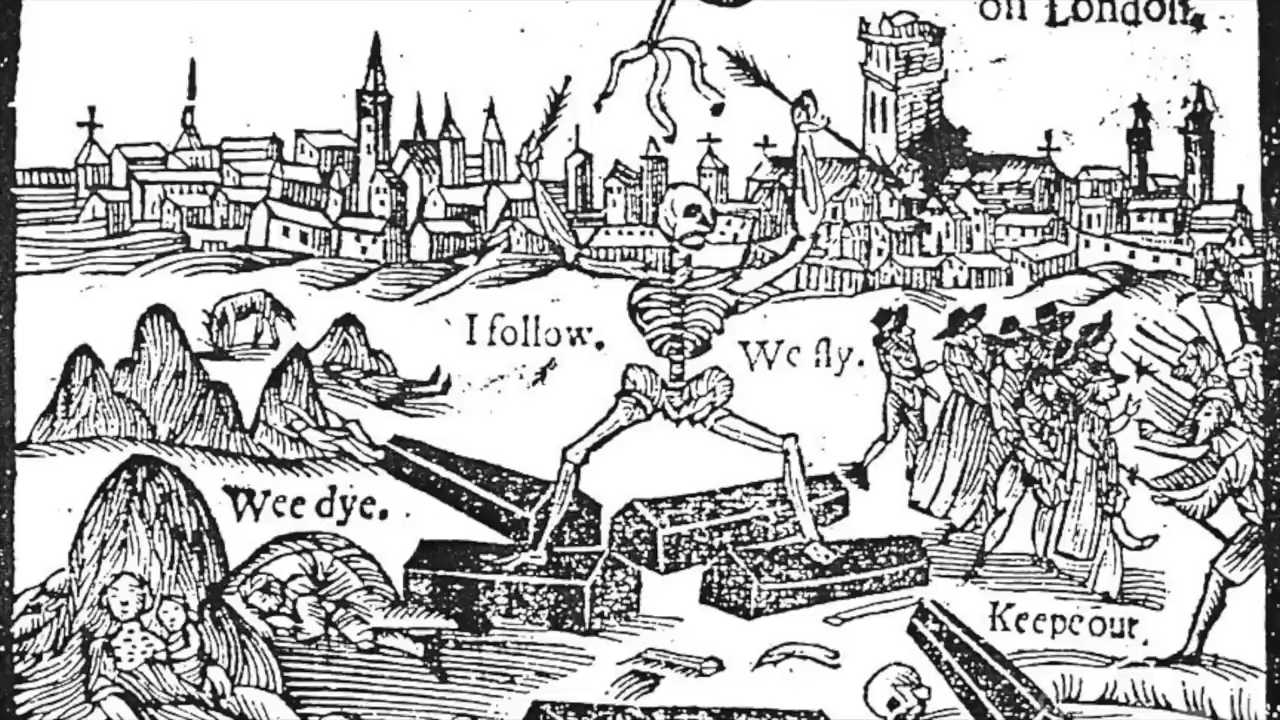 on London.
I follow.
We fly.
Wee dye.
Keepe out.